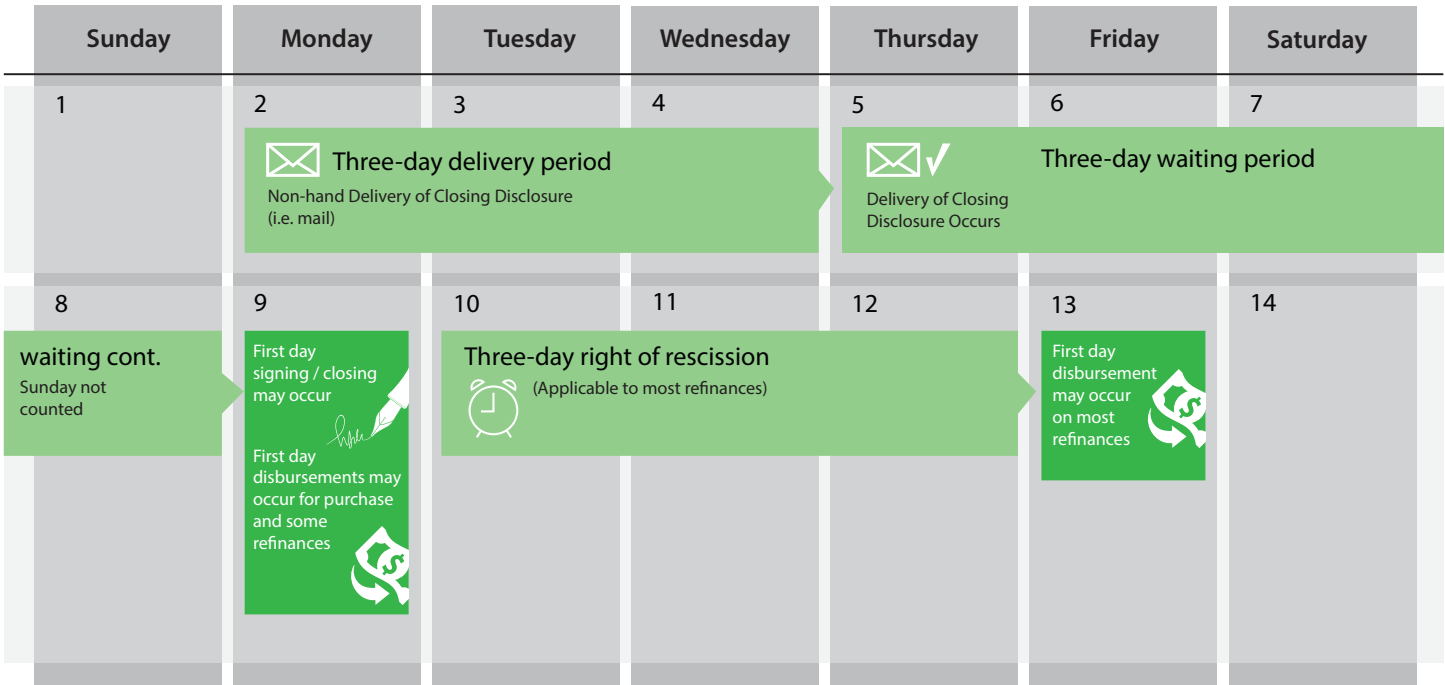 Sunday Monday Tuesday Wednesday Thursday Friday Saturday
1 2 3 4 5 6 7
Three-day delivery period
Non-hand Delivery of Closing Disclosure
(i.e. mail)
Three-day waiting period
Delivery of Closing
Disclosure Occurs
8 9 10 11 12 13 14
waiting cont.
Sunday not
counted
First day
signing / closing
may occur
First day
disbursements may
occur for purchase
and some
refinances
Three-day right of rescission
(Applicable to most refinances)
First day
disbursement
may occur
on most
refinances